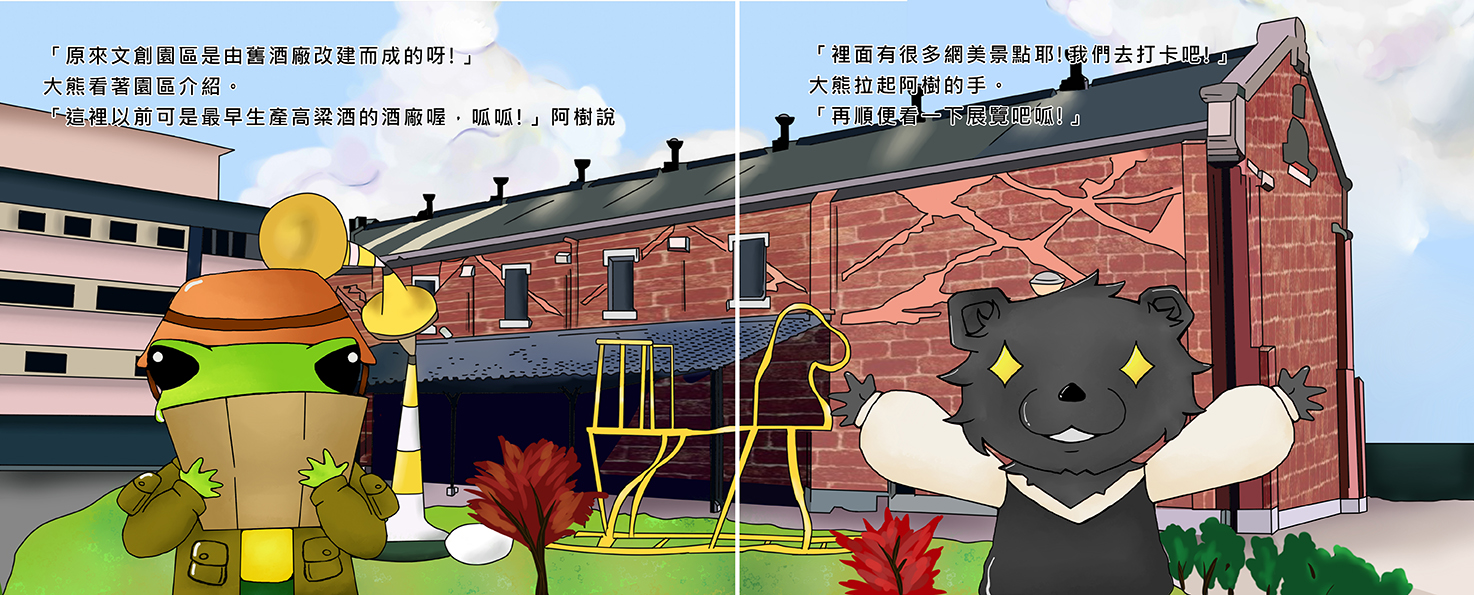 「原來文創園區是由舊酒廠改建而成的呀!」
大熊看著園區介紹。
「這裡以前可是最早生產高粱酒的酒廠喔，呱呱!」阿樹說
「裡面有很多網美景點耶!我們去打卡吧!」
大熊拉起阿樹的手。
「再順便看一下展覽吧呱!」